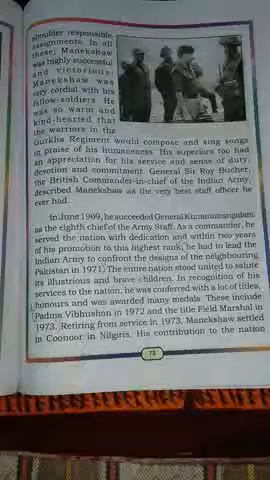 shoulder responsible
assignments. In all
these, Manekshaw
was highly successful
and victorious.
Manekshaw was
very cordial with his
fellow-soldiers. He
was so warm and
kind-hearted that
the warriors in the
Gurkha Regiment would compose and sing songs
in praise of his humaneness. His superiors too had
an appreciation for his service and sense of duty,
devotion and commitment. General Sir Roy Bucher,
the British Commander-in-chief of the Indian Army,
described Manekshaw as the very best staff officer he
ever had.
In June 1969, he succeeded General Kumaramangalam
as the eighth chief of the Army Staff. As a commander, he
served the nation with dedication and within two years
of his promotion to this highest rank, he had to lead the
Indian Army to confront the designs of the neighbouring
Pakistan in 1971. The entire nation stood united to salute
its illustrious and brave children. In recognition of his
services to the nation, he was conferred with a lot of titles,
honours and was awarded many medals. These include
Padma Vibhushan in 1972 and the title Field Marshal in
1973. Retiring from service in 1973, Manekshaw settled
in Coonoor in Nilgiris. His contribution to the nation
73